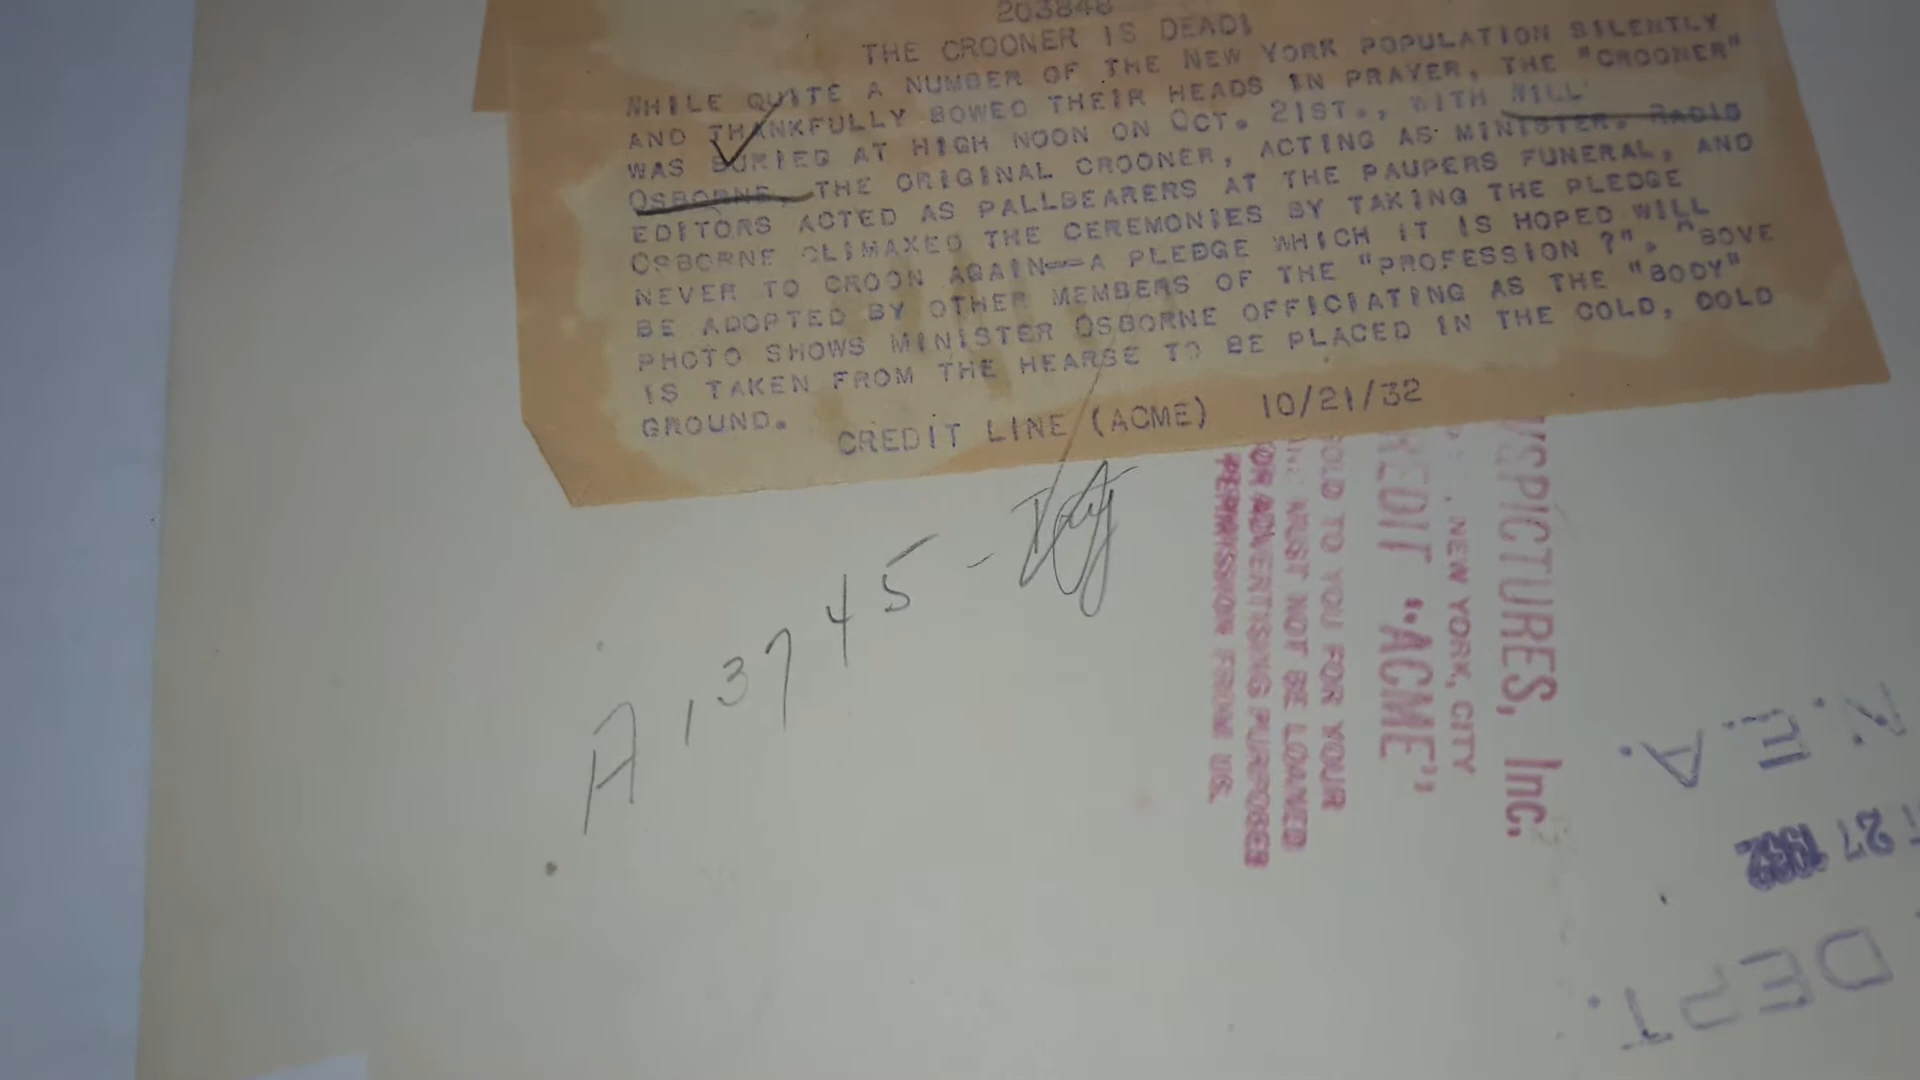 203848
THE CROONER IS DEAD!
WHILE QUITE A NUMBER OF THE NEW YORK POPULATION SILENTLY
AND THANKFULLY BOWED THEIR HEADS IN PRAYER, THE "CROONER"
WAS BURIED AT HIGH NOON ON OCT. 21ST., WITH WILL
OSBORNE, THE ORIGINAL CROONER, ACTING AS MINISTER. RADIO
EDITORS ACTED AS PALLBEARERS AT THE PAUPERS FUNERAL, AND
OSBORNE CLIMAXED THE CEREMONIES BY TAKING THE PLEDGE
NEVER TO CROON AGAIN==A PLEDGE WHICH IT IS HOPED WILL
BE ADOPTED BY OTHER MEMBERS OF THE "PROFESSION ?". ABOVE
PHOTO SHOWS MINISTER OSBORNE OFFICIATING AS THE "BODY"
IS TAKEN FROM THE HEARSE TO BE PLACED IN THE COLD, COLD
GROUND.
CREDIT LINE (ACME) 10/21/32
A 13745 -
VSPICTURES, Inc.
, NEW YORK, CITY
REDIT "ACME"
SOLD TO YOU FOR YOUR
MUST NOT BE LOANED
FOR ADVERTISING PURPOSES
PERMISSION FROM US.
N. E. A.
27 1932
DEPT.